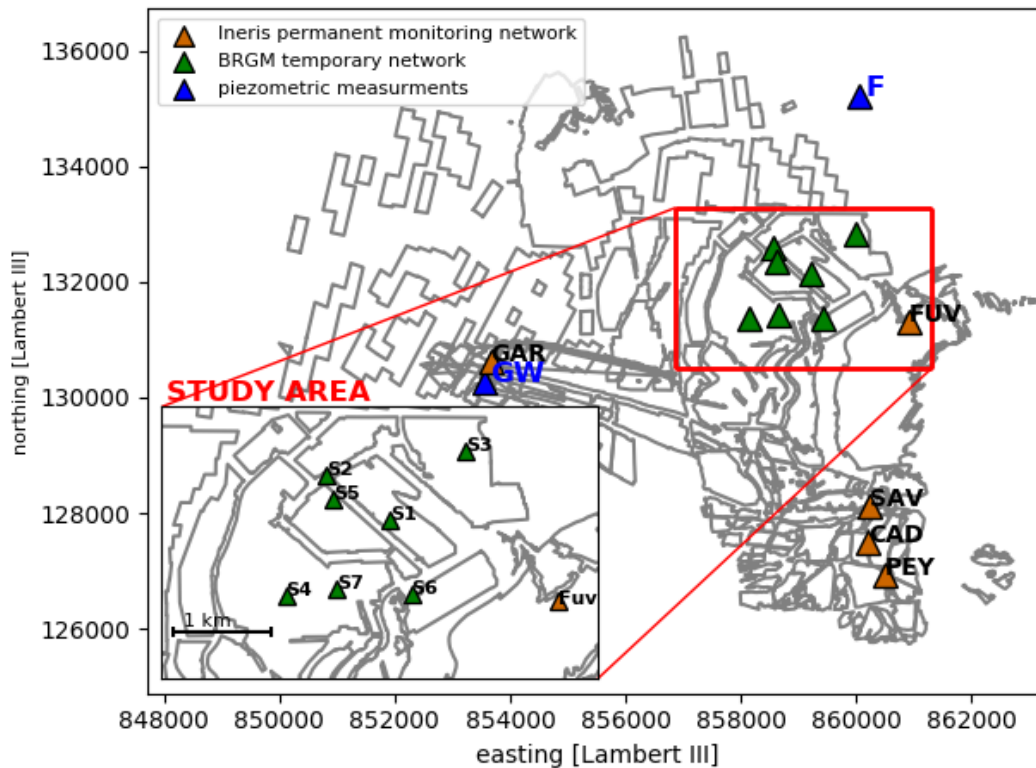 Ineris permanent monitoring network
BRGM temporary network
piezometric measurments
136000
134000
132000
130000
128000
126000
northing [Lambert III]
F
FUV
GAR
GW
STUDY AREA
SAV
CAD
PEY
S3
S2
S5
S1
S4
S7
S6
Fuv
1 km
848000 850000 852000 854000 856000 858000 860000 862000
easting [Lambert III]